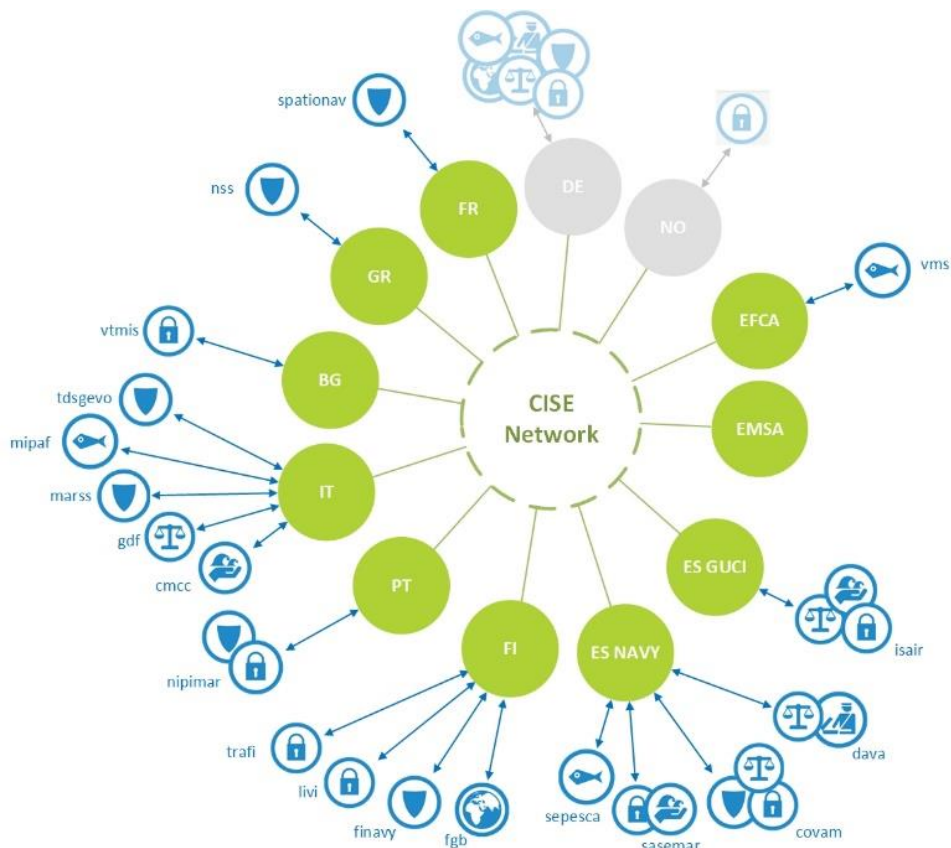 spationav
DE
NO
FR
nss
GR
vms
EFCA
vtmis
BG
CISE
Network
EMSA
tdsgevo
mipaf
marss
IT
gdf
cmcc
ES GUCI
PT
isair
nipimar
FI
ES NAVY
trafi
livi
finavy
fgb
sepesca
sasemar
covam
dava